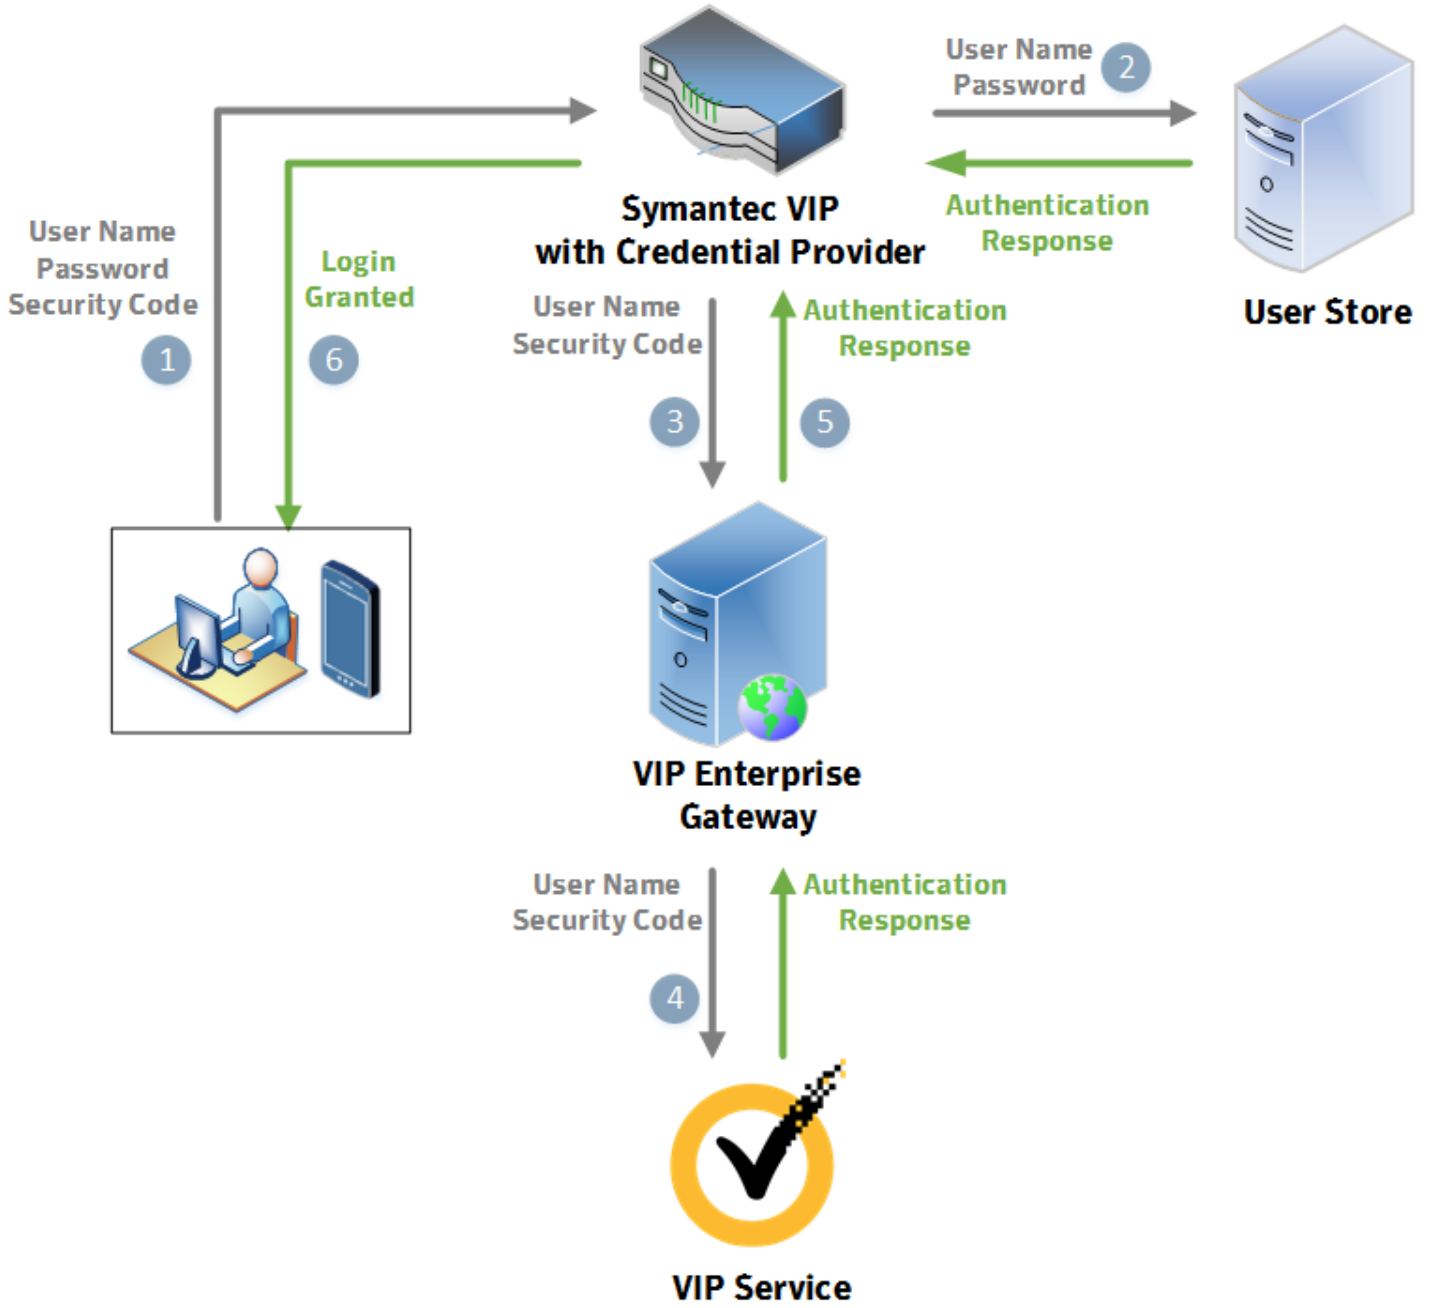 User Name
Password
2
Symantec VIP
with Credential Provider
Authentication
Response
User Store
User Name
Password
Security Code
1
Login
Granted
6
User Name
Security Code
3
Authentication
Response
5
VIP Enterprise
Gateway
User Name
Security Code
4
Authentication
Response
VIP Service